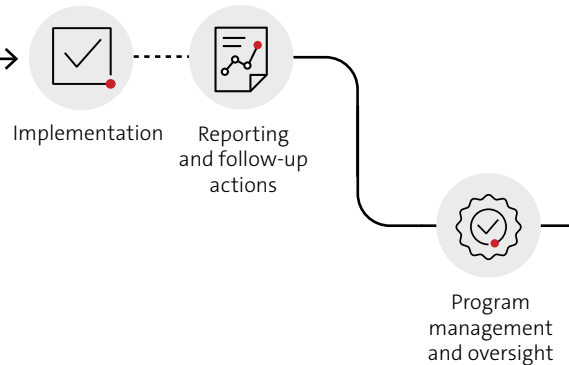 Implementation
Reporting
and follow-up
actions
Program
management
and oversight